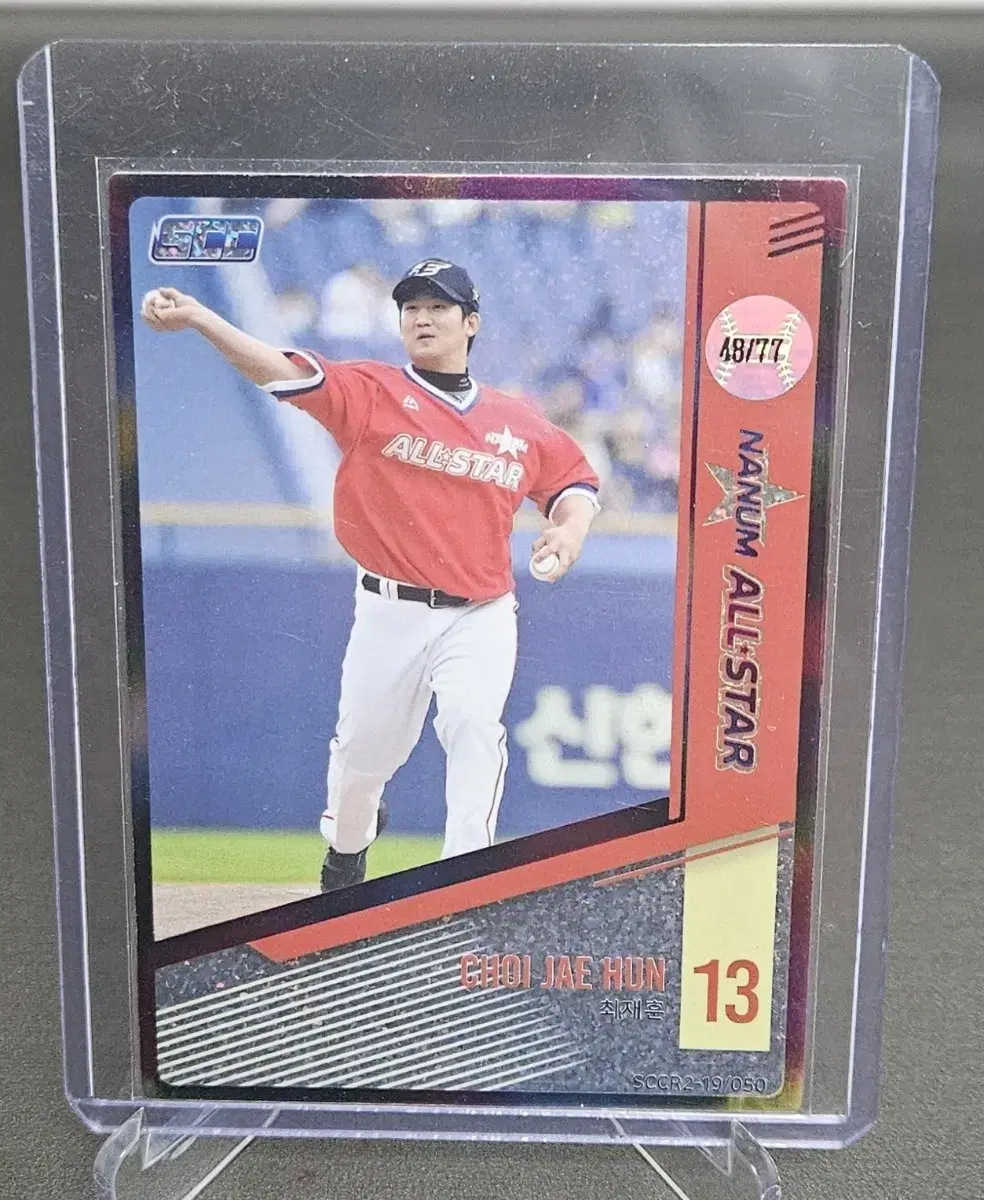 SCC
48/77
NANUM ALL★STAR
NANUM
ALL★STAR
신한
CHOI JAE HUN
최재훈
13
SCCR2-19/050